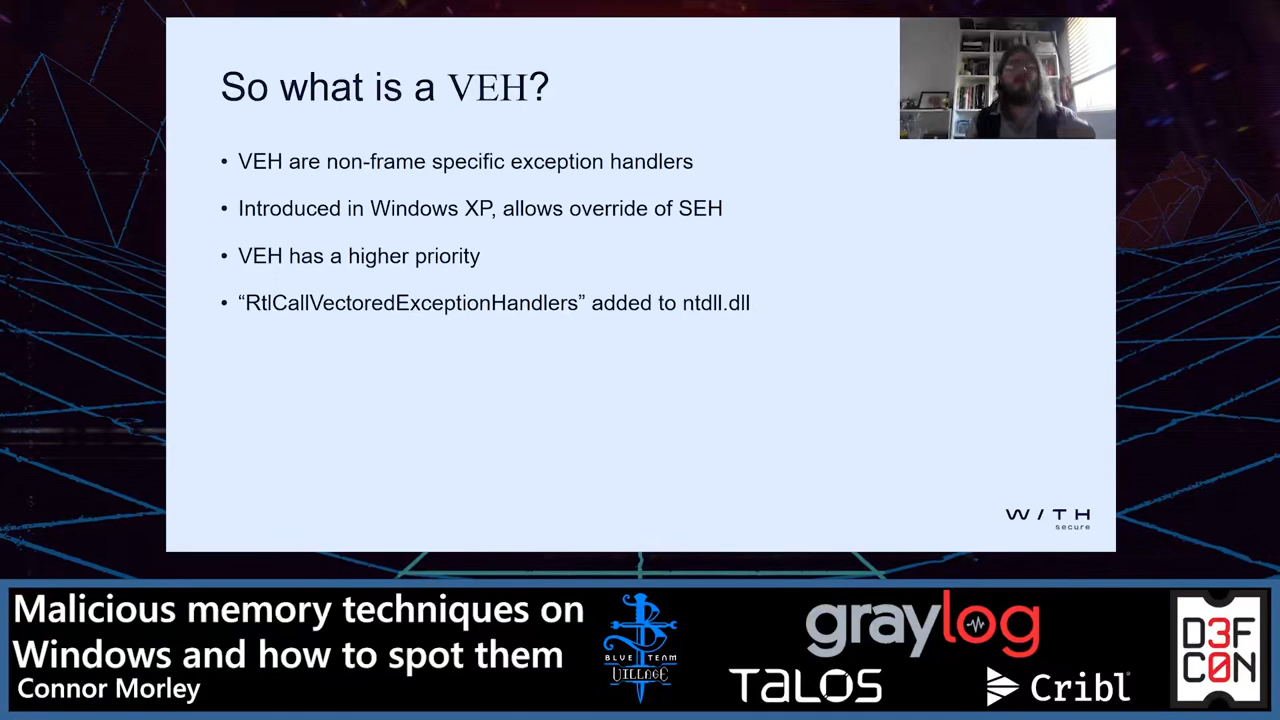 So what is a VEH?
• VEH are non-frame specific exception handlers
• Introduced in Windows XP, allows override of SEH
• VEH has a higher priority
• “RtlCallVectoredExceptionHandlers” added to ntdll.dll
W / T H
secure
Malicious memory techniques on
Windows and how to spot them
Connor Morley
BLUE TEAM
VILLAGE
graylog
TALOS
Cribl
D3F
C0N